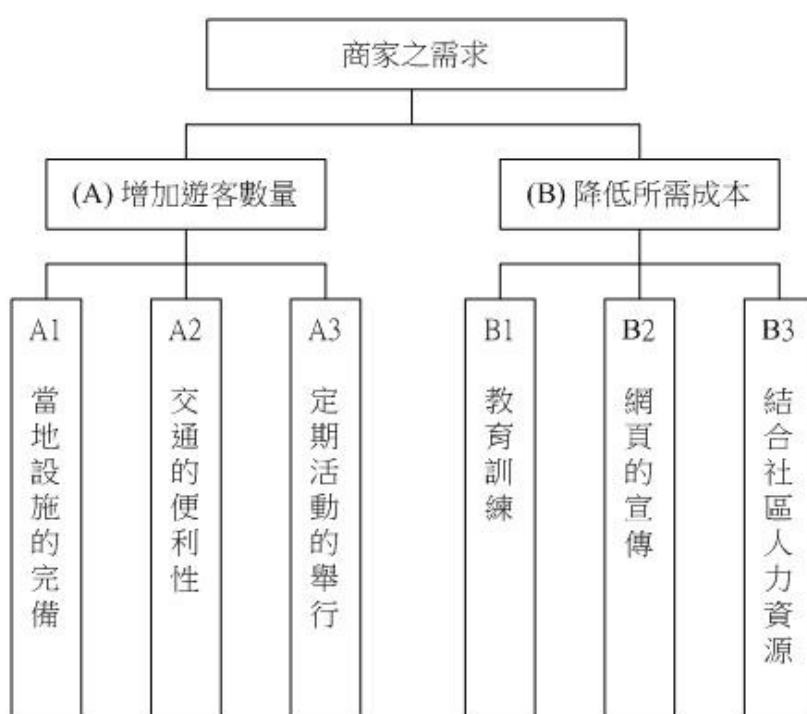 商家之需求
(A) 增加遊客數量
(B) 降低所需成本
A1
當地設施的完備
A2
交通的便利性
A3
定期活動的舉行
B1
教育訓練
B2
網頁的宣傳
B3
結合社區人力資源